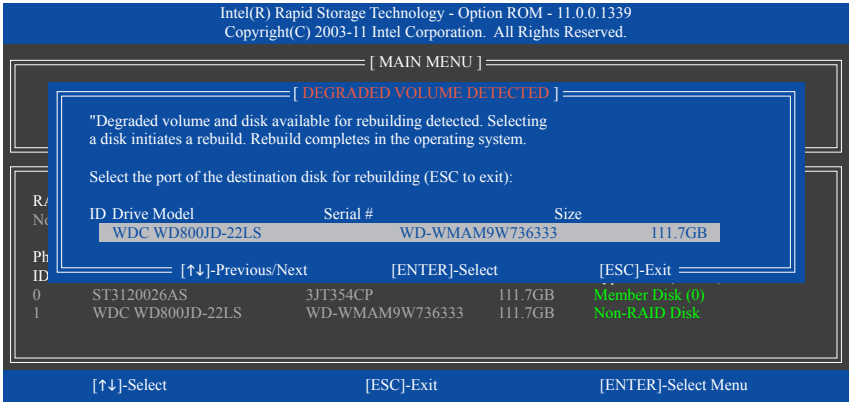 Intel(R) Rapid Storage Technology - Option ROM - 11.0.0.1339
Copyright(C) 2003-11 Intel Corporation. All Rights Reserved.
[ MAIN MENU ]
[ DEGRADED VOLUME DETECTED ]
"Degraded volume and disk available for rebuilding detected. Selecting
a disk initiates a rebuild. Rebuild completes in the operating system.
Select the port of the destination disk for rebuiling (ESC to exit):
ID Drive Model Serial # Size
WDC WD800JD-22LS WD-WMAM9W736333 111.7GB
[↑↓]-Previous/Next [ENTER]-Select [ESC]-Exit
ID
0 ST3120026AS 3JT354CP 111.7GB Member Disk (0)
1 WDC WD800JD-22LS WD-WMAM9W736333 111.7GB Non-RAID Disk
[↑↓]-Select [ESC]-Exit [ENTER]-Select Menu